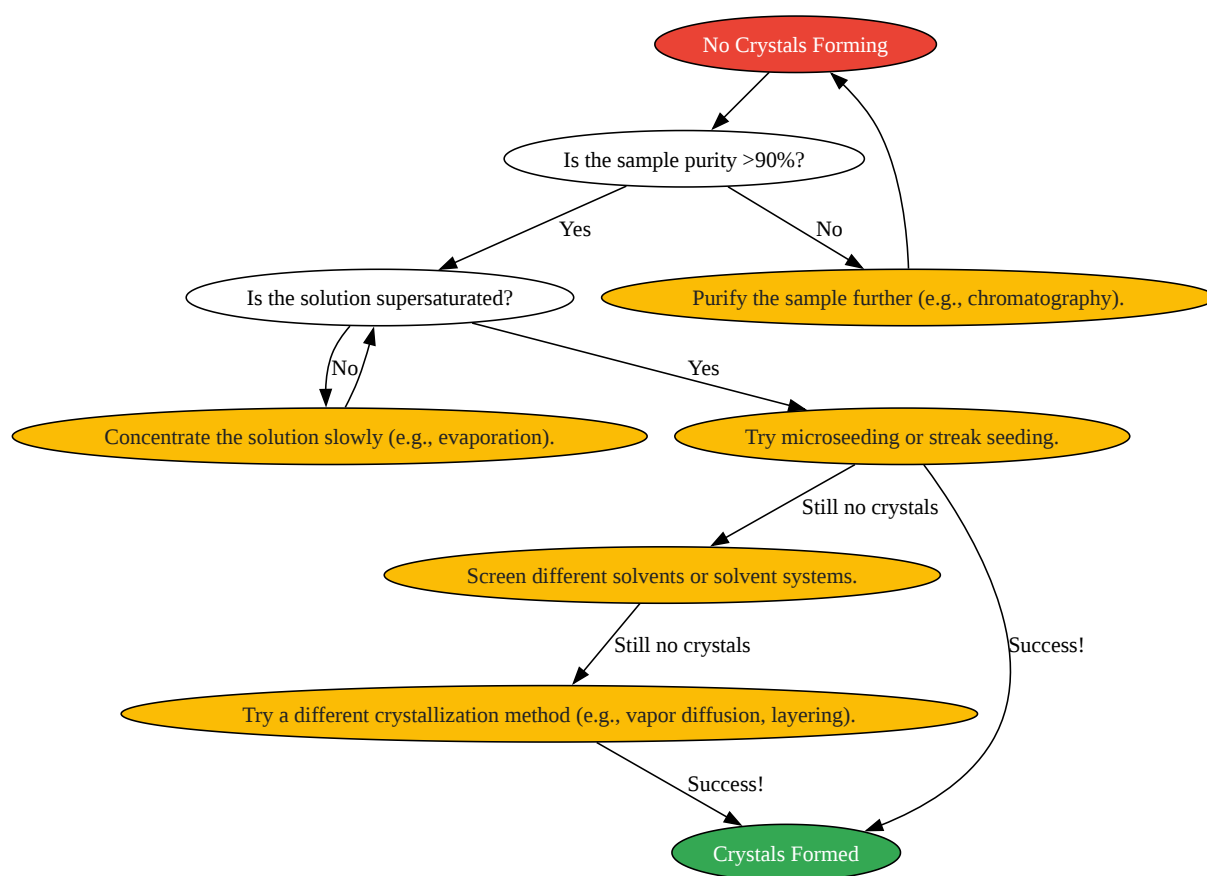 No Crystals Forming
Is the sample purity >90%?
Yes
No
Is the solution supersaturated?
Purify the sample further (e.g., chromatography).
No
Yes
Concentrate the solution slowly (e.g., evaporation).
Try microseeding or streak seeding.
Still no crystals
Screen different solvents or solvent systems.
Still no crystals
Success!
Try a different crystallization method (e.g., vapor diffusion, layering).
Success!
Crystals Formed